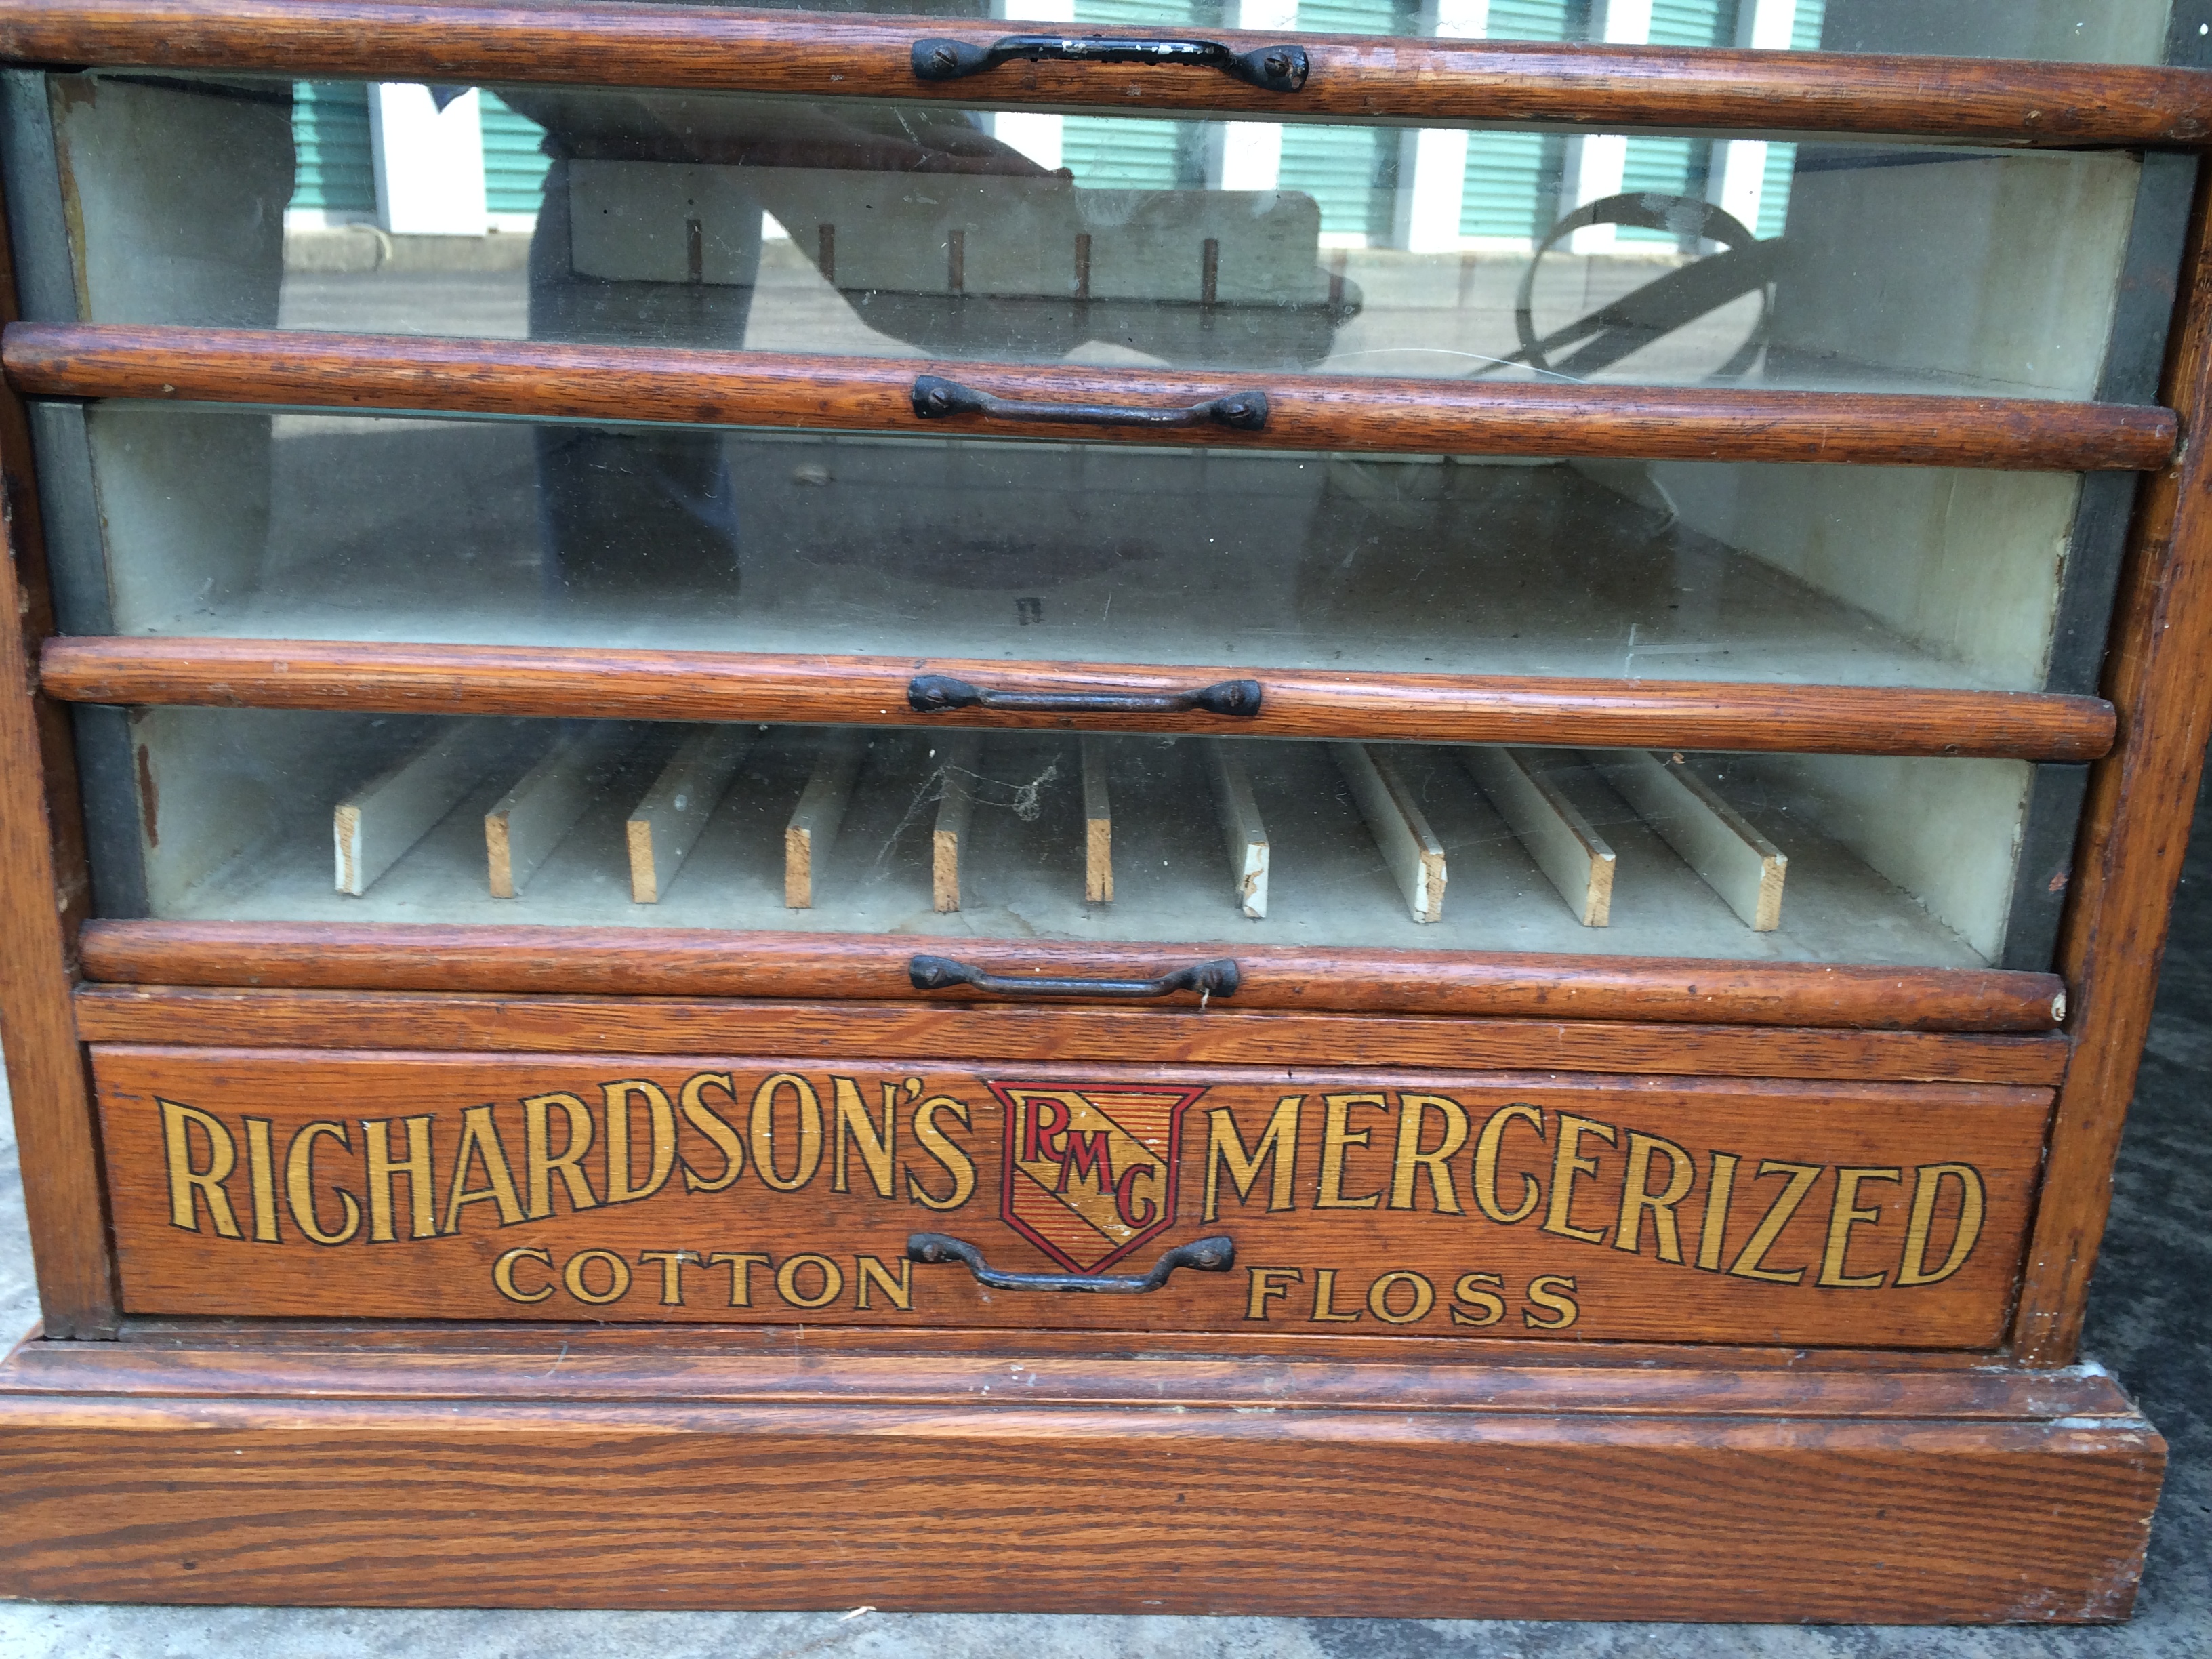 RICHARDSON'S RMC MERCERIZED
COTTON FLOSS